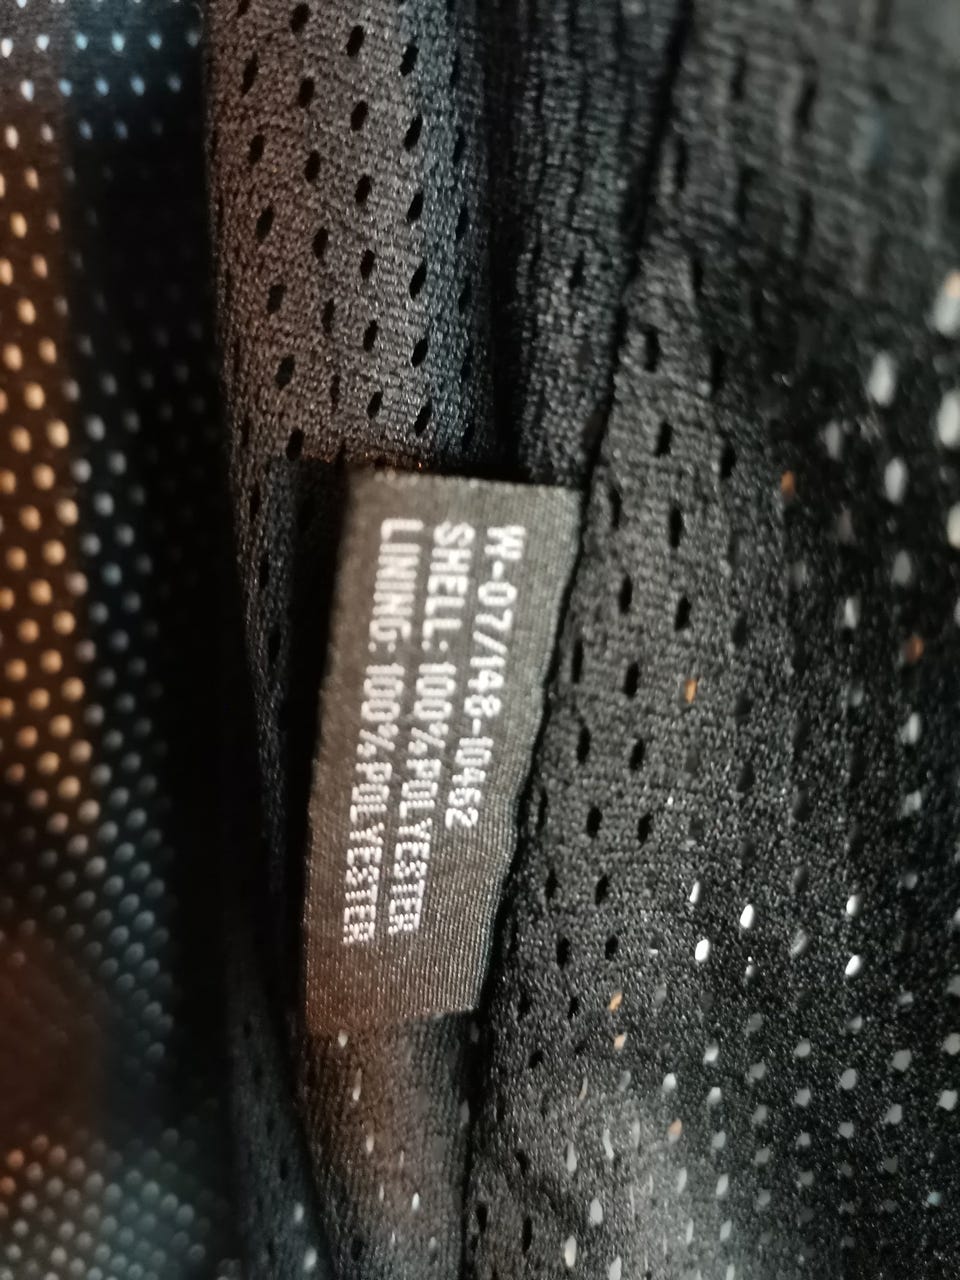 W-07/148-10462
SHELL: 100% POLYESTER
LINING: 100% POLYESTER